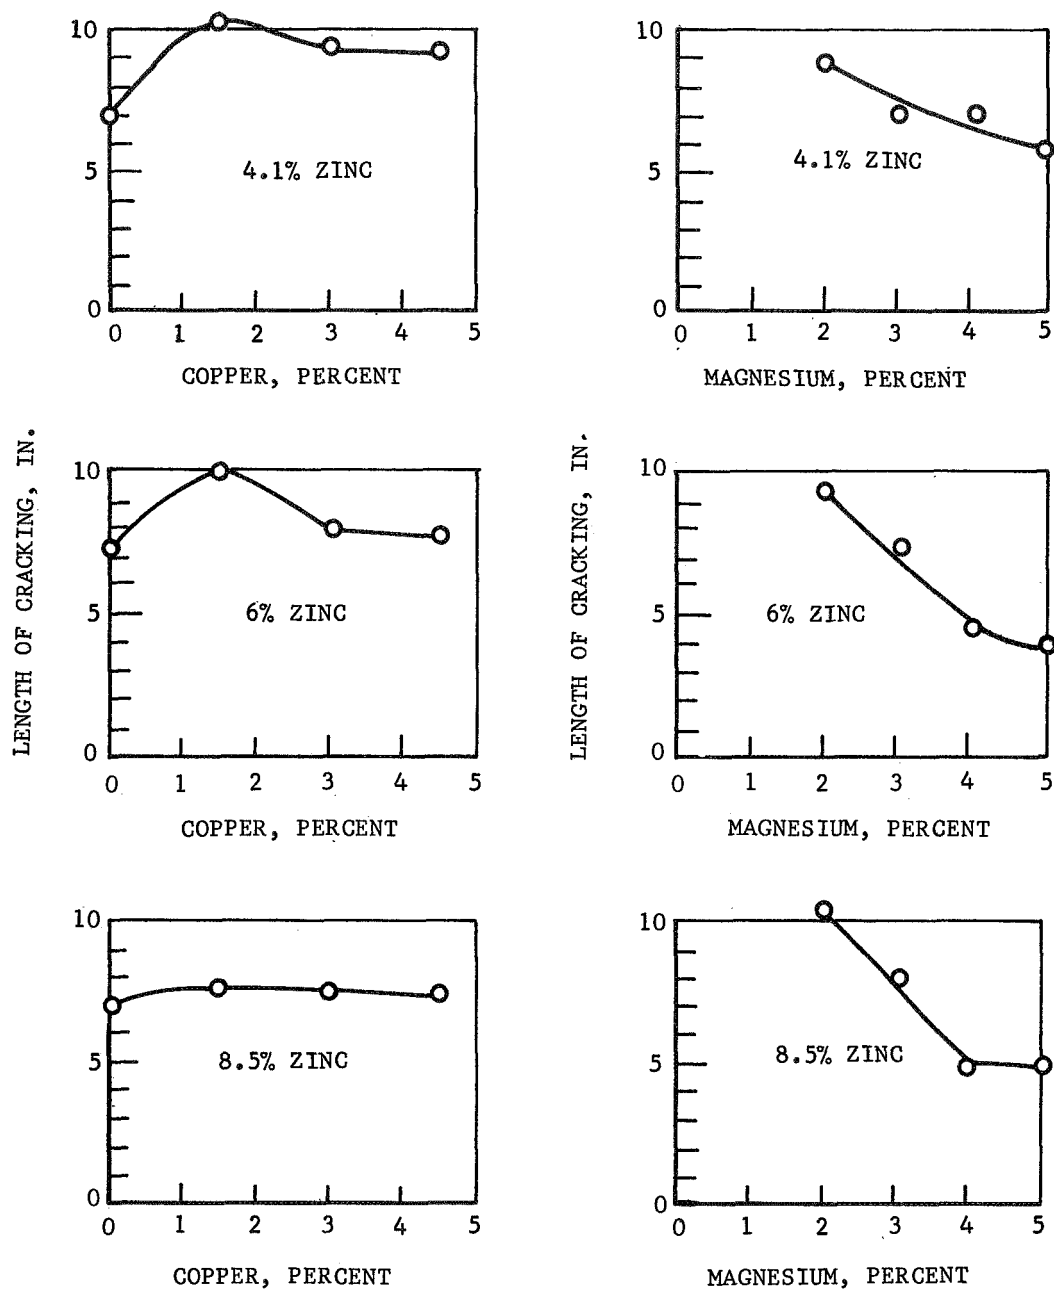 10
5
0
4.1% ZINC
0 1 2 3 4 5
COPPER, PERCENT
10
5
0
4.1% ZINC
0 1 2 3 4 5
MAGNESIUM, PERCENT
LENGTH OF CRACKING, IN.
10
5
0
6% ZINC
0 1 2 3 4 5
COPPER, PERCENT
LENGTH OF CRACKING, IN.
10
5
0
6% ZINC
0 1 2 3 4 5
MAGNESIUM, PERCENT
10
5
0
8.5% ZINC
0 1 2 3 4 5
COPPER, PERCENT
10
5
0
8.5% ZINC
0 1 2 3 4 5
MAGNESIUM, PERCENT